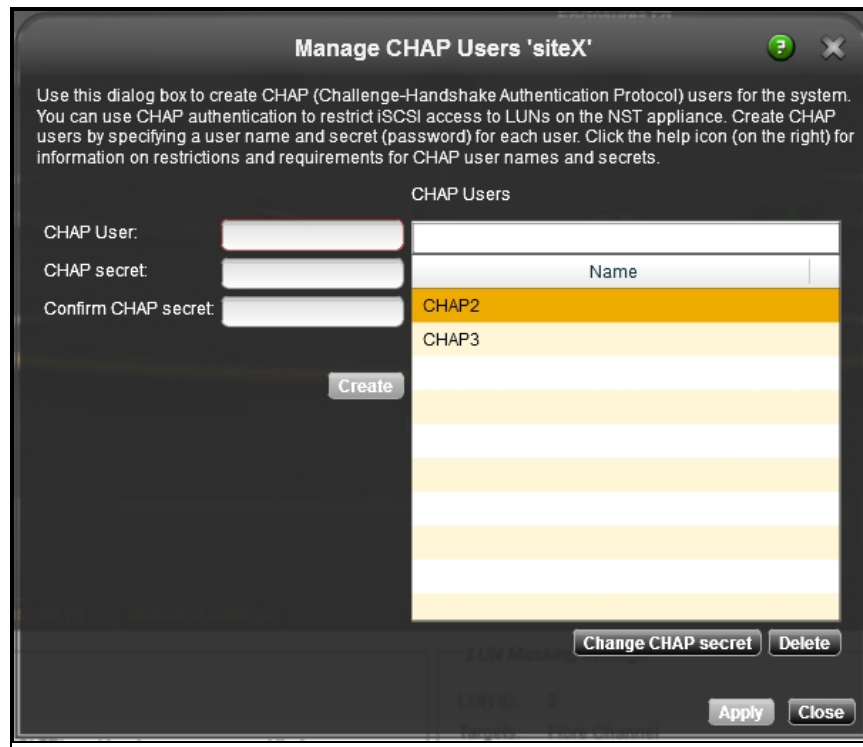 Manage CHAP Users 'siteX'
Use this dialog box to create CHAP (Challenge-Handshake Authentication Protocol) users for the system.
You can use CHAP authentication to restrict iSCSI access to LUNs on the NST appliance. Create CHAP
users by specifying a user name and secret (password) for each user. Click the help icon (on the right) for
information on restrictions and requirements for CHAP user names and secrets.
CHAP Users
CHAP User:
CHAP secret:
Confirm CHAP secret:
Create
Name
CHAP2
CHAP3
Change CHAP secret
Delete
LUN ID: 2
Targets: Fibre Channel
Apply
Close